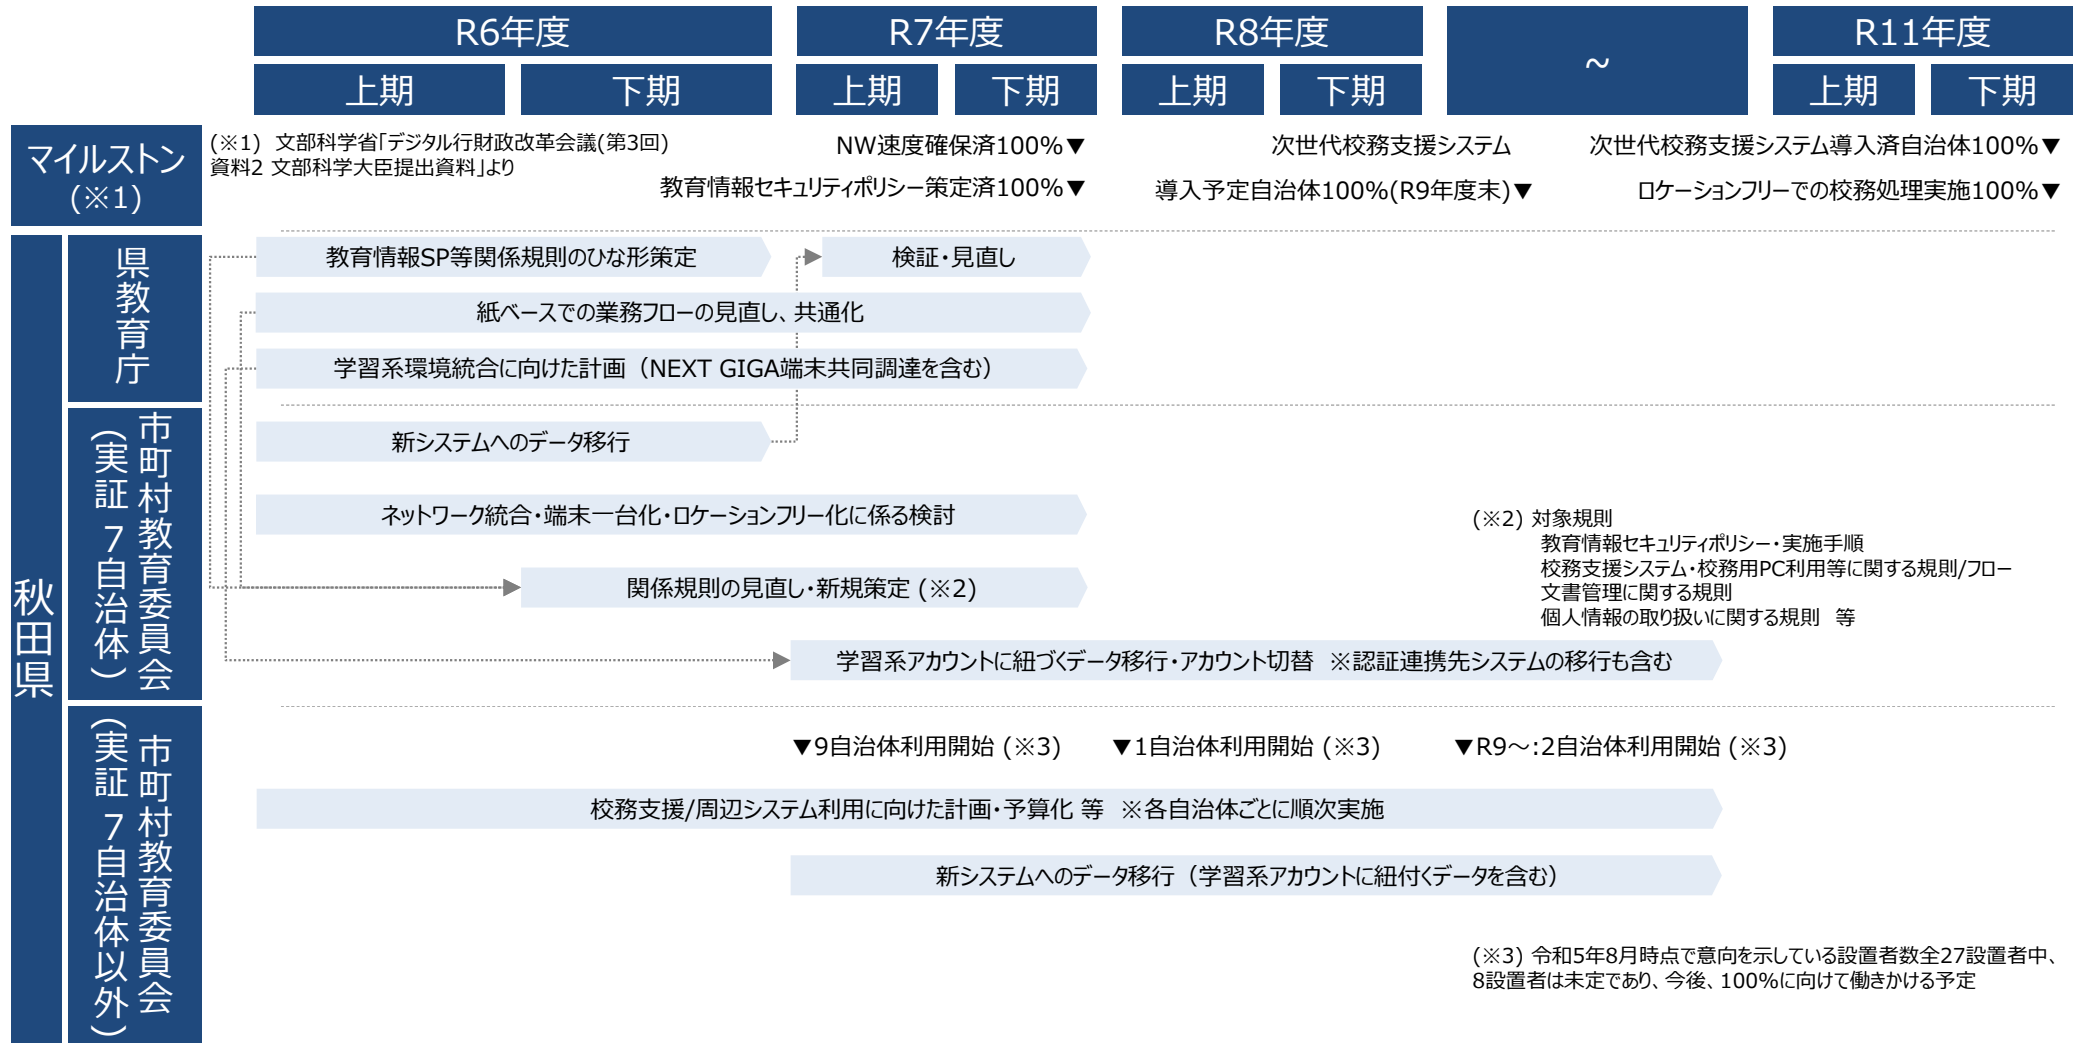 R6年度
R7年度
R8年度
~
R11年度
上期
下期
上期
下期
上期
下期
上期
下期
マイルストン
(※1)
(※1) 文部科学省「デジタル行財政改革会議(第3回)
資料2 文部科学大臣提出資料」より
NW速度確保済100%▼
教育情報セキュリティポリシー策定済100%▼
次世代校務支援システム
導入予定自治体100%(R9年度末)▼
次世代校務支援システム導入済自治体100%▼
ロケーションフリーでの校務処理実施100%▼
秋田県
県教育庁
教育情報SP等関係規則のひな形策定
検証・見直し
紙ベースでの業務フローの見直し、共通化
学習系環境統合に向けた計画（NEXT GIGA端末共同調達を含む）
市町村教育委員会
(実証７自治体)
新システムへのデータ移行
ネットワーク統合・端末一台化・ロケーションフリー化に係る検討
関係規則の見直し・新規策定 (※2)
(※2) 対象規則
教育情報セキュリティポリシー・実施手順
校務支援システム・校務用PC利用等に関する規則/フロー
文書管理に関する規則
個人情報の取り扱いに関する規則 等
学習系アカウントに紐づくデータ移行・アカウント切替 ※認証連携先システムの移行も含む
市町村教育委員会
(実証７自治体以外)
▼9自治体利用開始 (※3)
▼1自治体利用開始 (※3)
▼R9～:2自治体利用開始 (※3)
校務支援/周辺システム利用に向けた計画・予算化 等 ※各自治体ごとに順次実施
新システムへのデータ移行（学習系アカウントに紐付くデータを含む）
(※3) 令和5年8月時点で意向を示している設置者数全27設置者中、
8設置者は未定であり、今後、100%に向けて働きかける予定